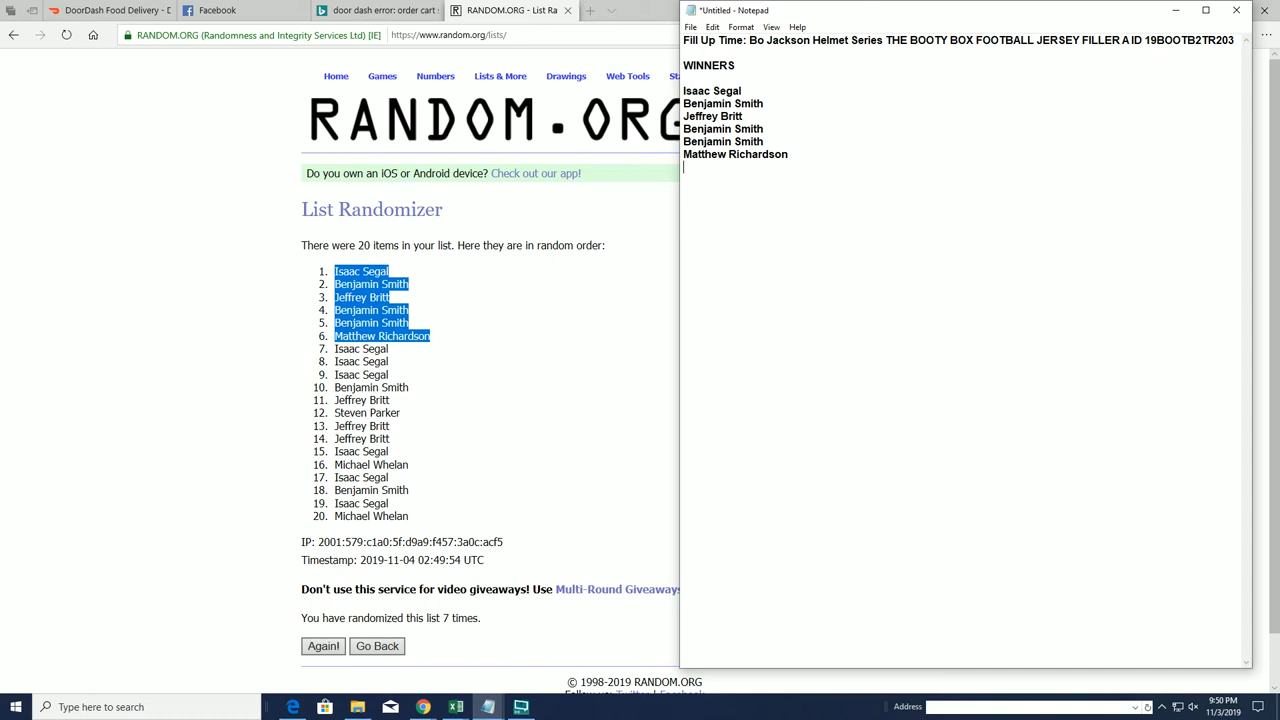 DoorDash Food Delivery - D
Facebook
door dash error: order cart
RANDOM.ORG - List Ra
RANDOM.ORG (Randomness and Integrity Services Ltd) [IE]
https://www.random.org/lists/
Home Games Numbers Lists & More Drawings Web Tools
RANDOM.ORG
Do you own an iOS or Android device? Check out our app!
List Randomizer
There were 20 items in your list. Here they are in random order:
1. Isaac Segal
2. Benjamin Smith
3. Jeffrey Britt
4. Benjamin Smith
5. Benjamin Smith
6. Matthew Richardson
7. Isaac Segal
8. Isaac Segal
9. Isaac Segal
10. Benjamin Smith
11. Jeffrey Britt
12. Steven Parker
13. Jeffrey Britt
14. Jeffrey Britt
15. Isaac Segal
16. Michael Whelan
17. Isaac Segal
18. Benjamin Smith
19. Isaac Segal
20. Michael Whelan
IP: 2001:579:c1a0:5f:d9a9:f457:3a0c:acf5
Timestamp: 2019-11-04 02:49:54 UTC
Don't use this service for video giveaways! Use Multi-Round Giveaways
You have randomized this list 7 times.
Again! Go Back
© 1998-2019 RANDOM.ORG
Follow us: Twitter | Facebook
*Untitled - Notepad
File Edit Format View Help
Fill Up Time: Bo Jackson Helmet Series THE BOOTY BOX FOOTBALL JERSEY FILLER A ID 19BOOTB2TR203
WINNERS
Isaac Segal
Benjamin Smith
Jeffrey Britt
Benjamin Smith
Benjamin Smith
Matthew Richardson
Type here to search
Address
9:50 PM
11/3/2019